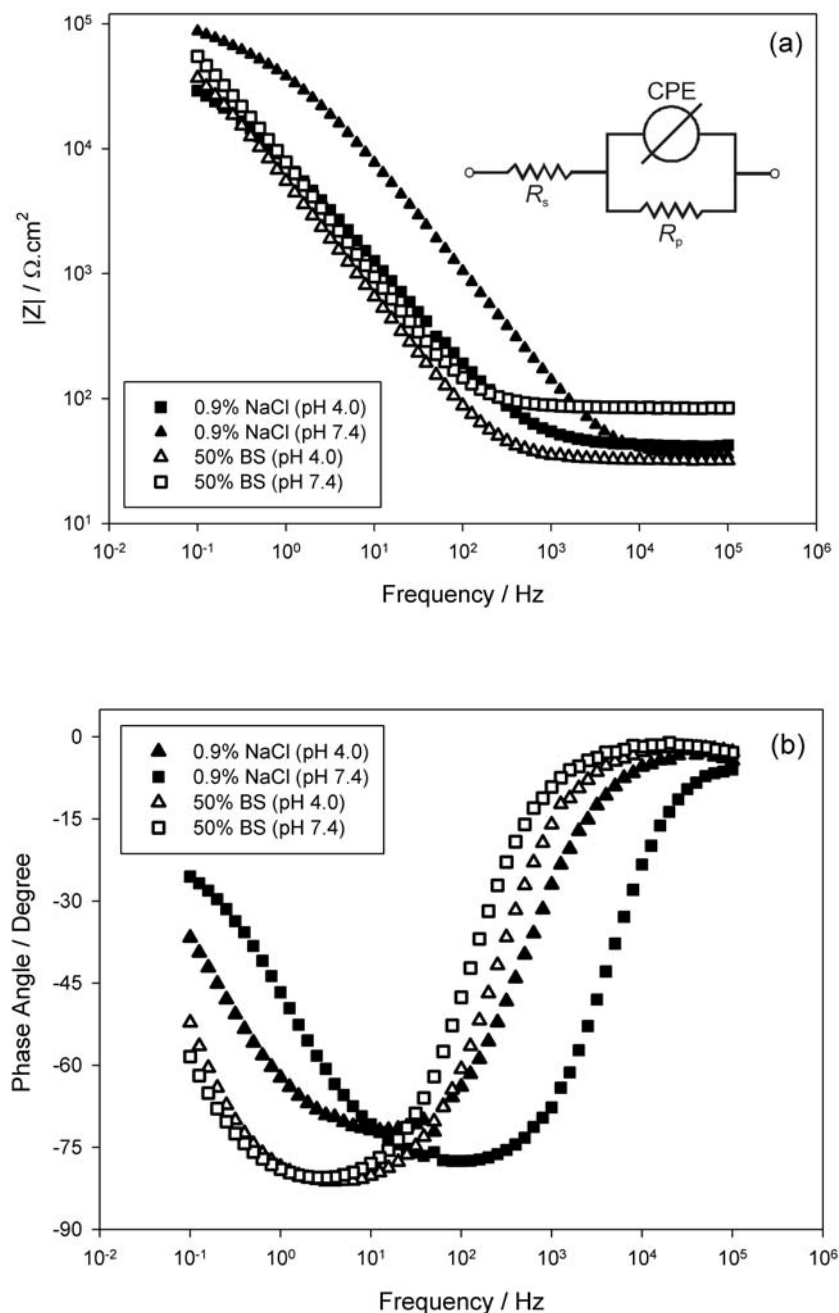 (a)
10⁵
10⁴
10³
10²
10¹
|Z| / Ω.cm²
CPE
Rₛ
Rₚ
0.9% NaCl (pH 4.0)
0.9% NaCl (pH 7.4)
50% BS (pH 4.0)
50% BS (pH 7.4)
10⁻² 10⁻¹ 10⁰ 10¹ 10² 10³ 10⁴ 10⁵ 10⁶
Frequency / Hz
(b)
0
-15
-30
-45
-60
-75
-90
Phase Angle / Degree
0.9% NaCl (pH 4.0)
0.9% NaCl (pH 7.4)
50% BS (pH 4.0)
50% BS (pH 7.4)
10⁻² 10⁻¹ 10⁰ 10¹ 10² 10³ 10⁴ 10⁵ 10⁶
Frequency / Hz